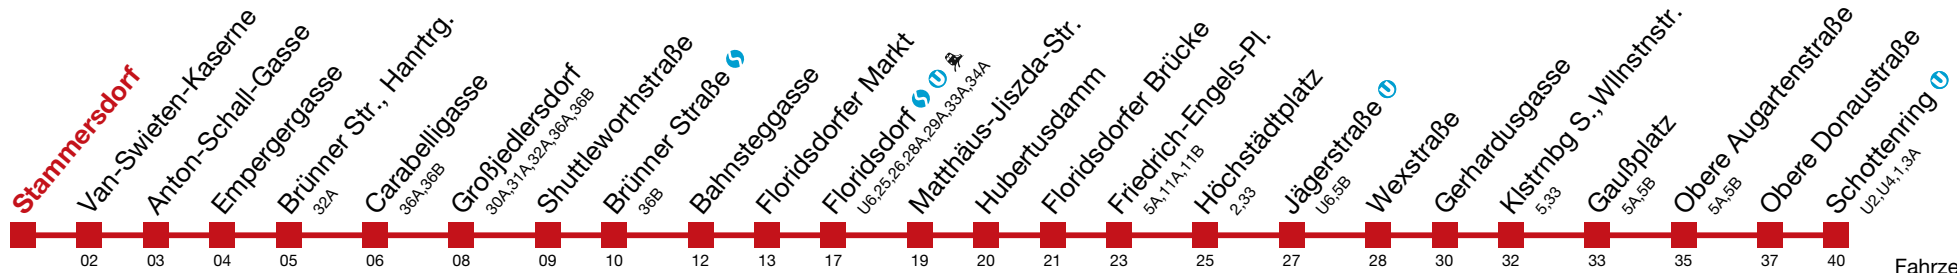 Stammersdorf
Van-Swieten-Kaserne
Anton-Schall-Gasse
Empergergasse
Brünner Str., Hanrtrg.
32A
Carabelligasse
36A,36B
Großjedlersdorf
30A,31A,32A,36A,36B
Shuttleworthstraße
Brünner Straße S
36B
Bahnsteggasse
Floridsdorfer Markt
Floridsdorf S U
U6,25,26,28A,29A,33A,34A
Matthäus-Jiszda-Str.
Hubertusdamm
Floridsdorfer Brücke
Friedrich-Engels-Pl.
5A,11A,11B
Höchstädtplatz
2,33
Jägerstraße U
U6,5B
Wexstraße
Gerhardusgasse
Klstrnbg S., Wllnstnstr.
5,33
Gaußplatz
5A,5B
Obere Augartenstraße
5A,5B
Obere Donaustraße
Schottenring U
U2,U4,1,3A
02 03 04 05 06 08 09 10 12 13 17 19 20 21 23 25 27 28 30 32 33 35 37 40
Fahrze